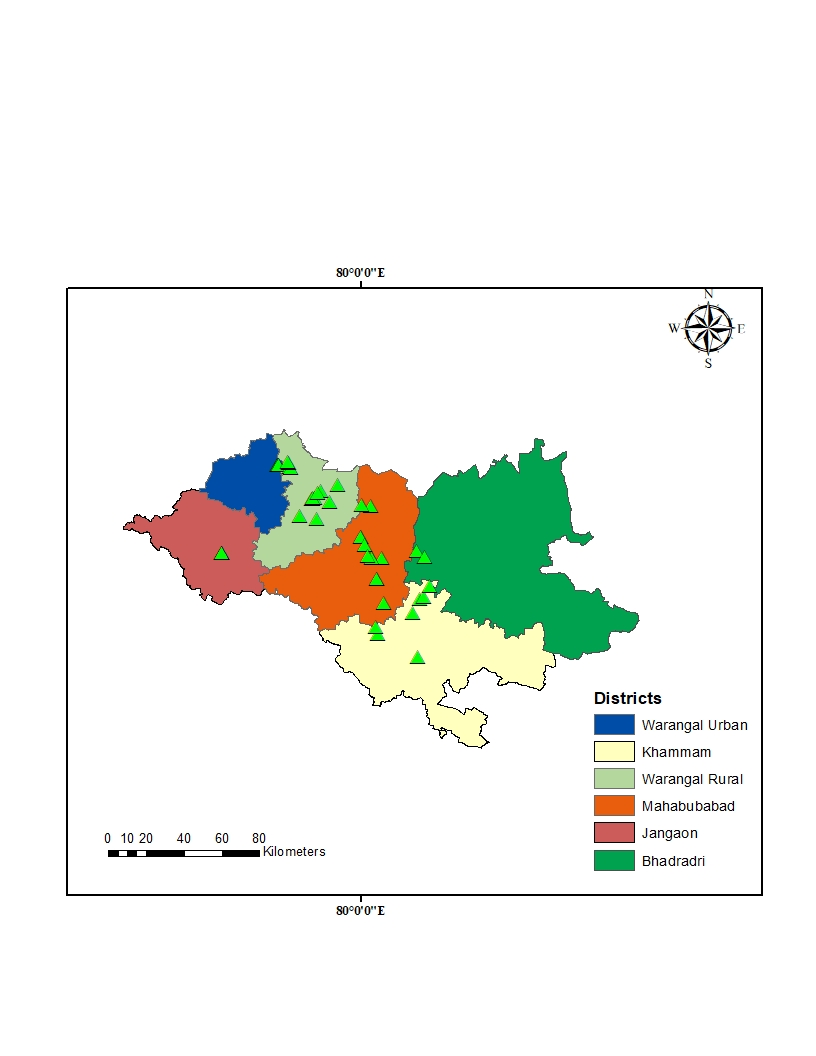 80°0'0"E
N
W E
S
Districts
Warangal Urban
Khammam
Warangal Rural
Mahabubabad
Jangaon
Bhadradri
0 10 20 40 60 80
Kilometers
80°0'0"E